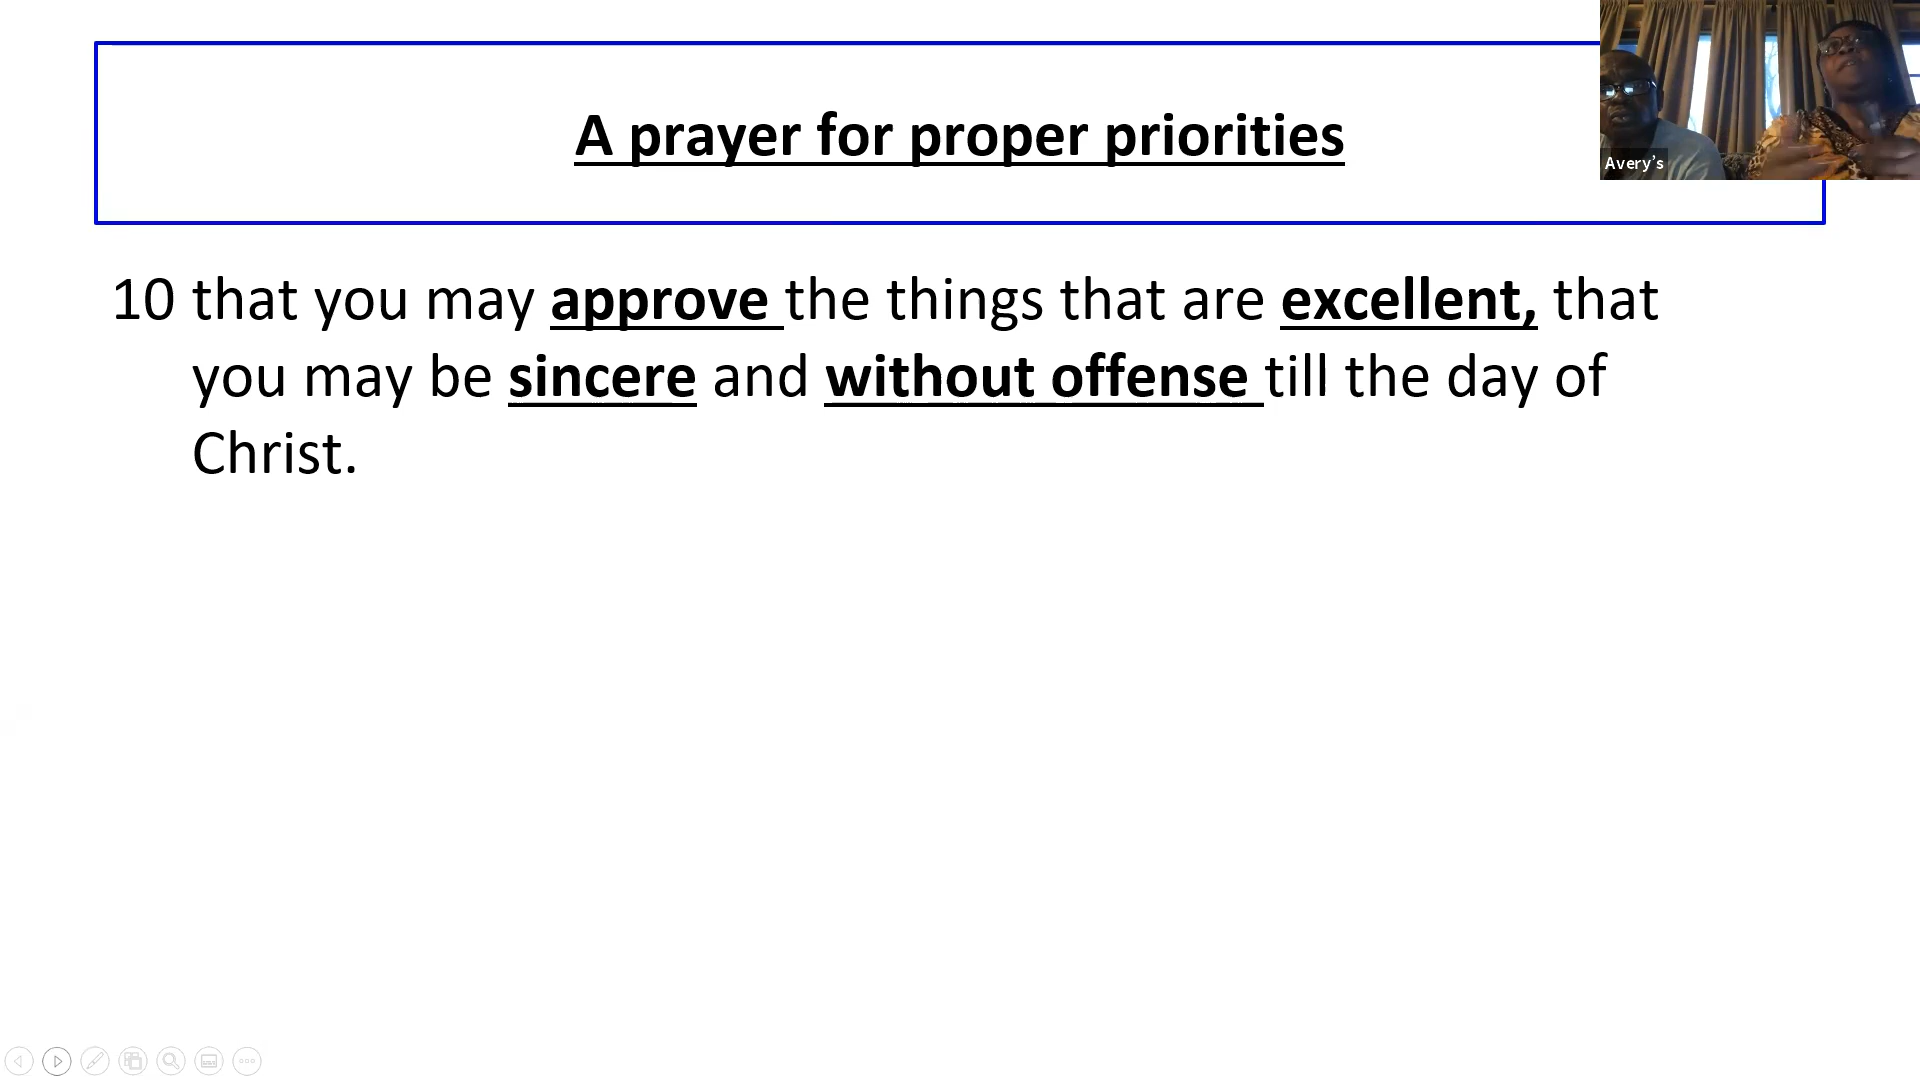 A prayer for proper priorities
Avery's
10 that you may approve the things that are excellent, that
you may be sincere and without offense till the day of
Christ.